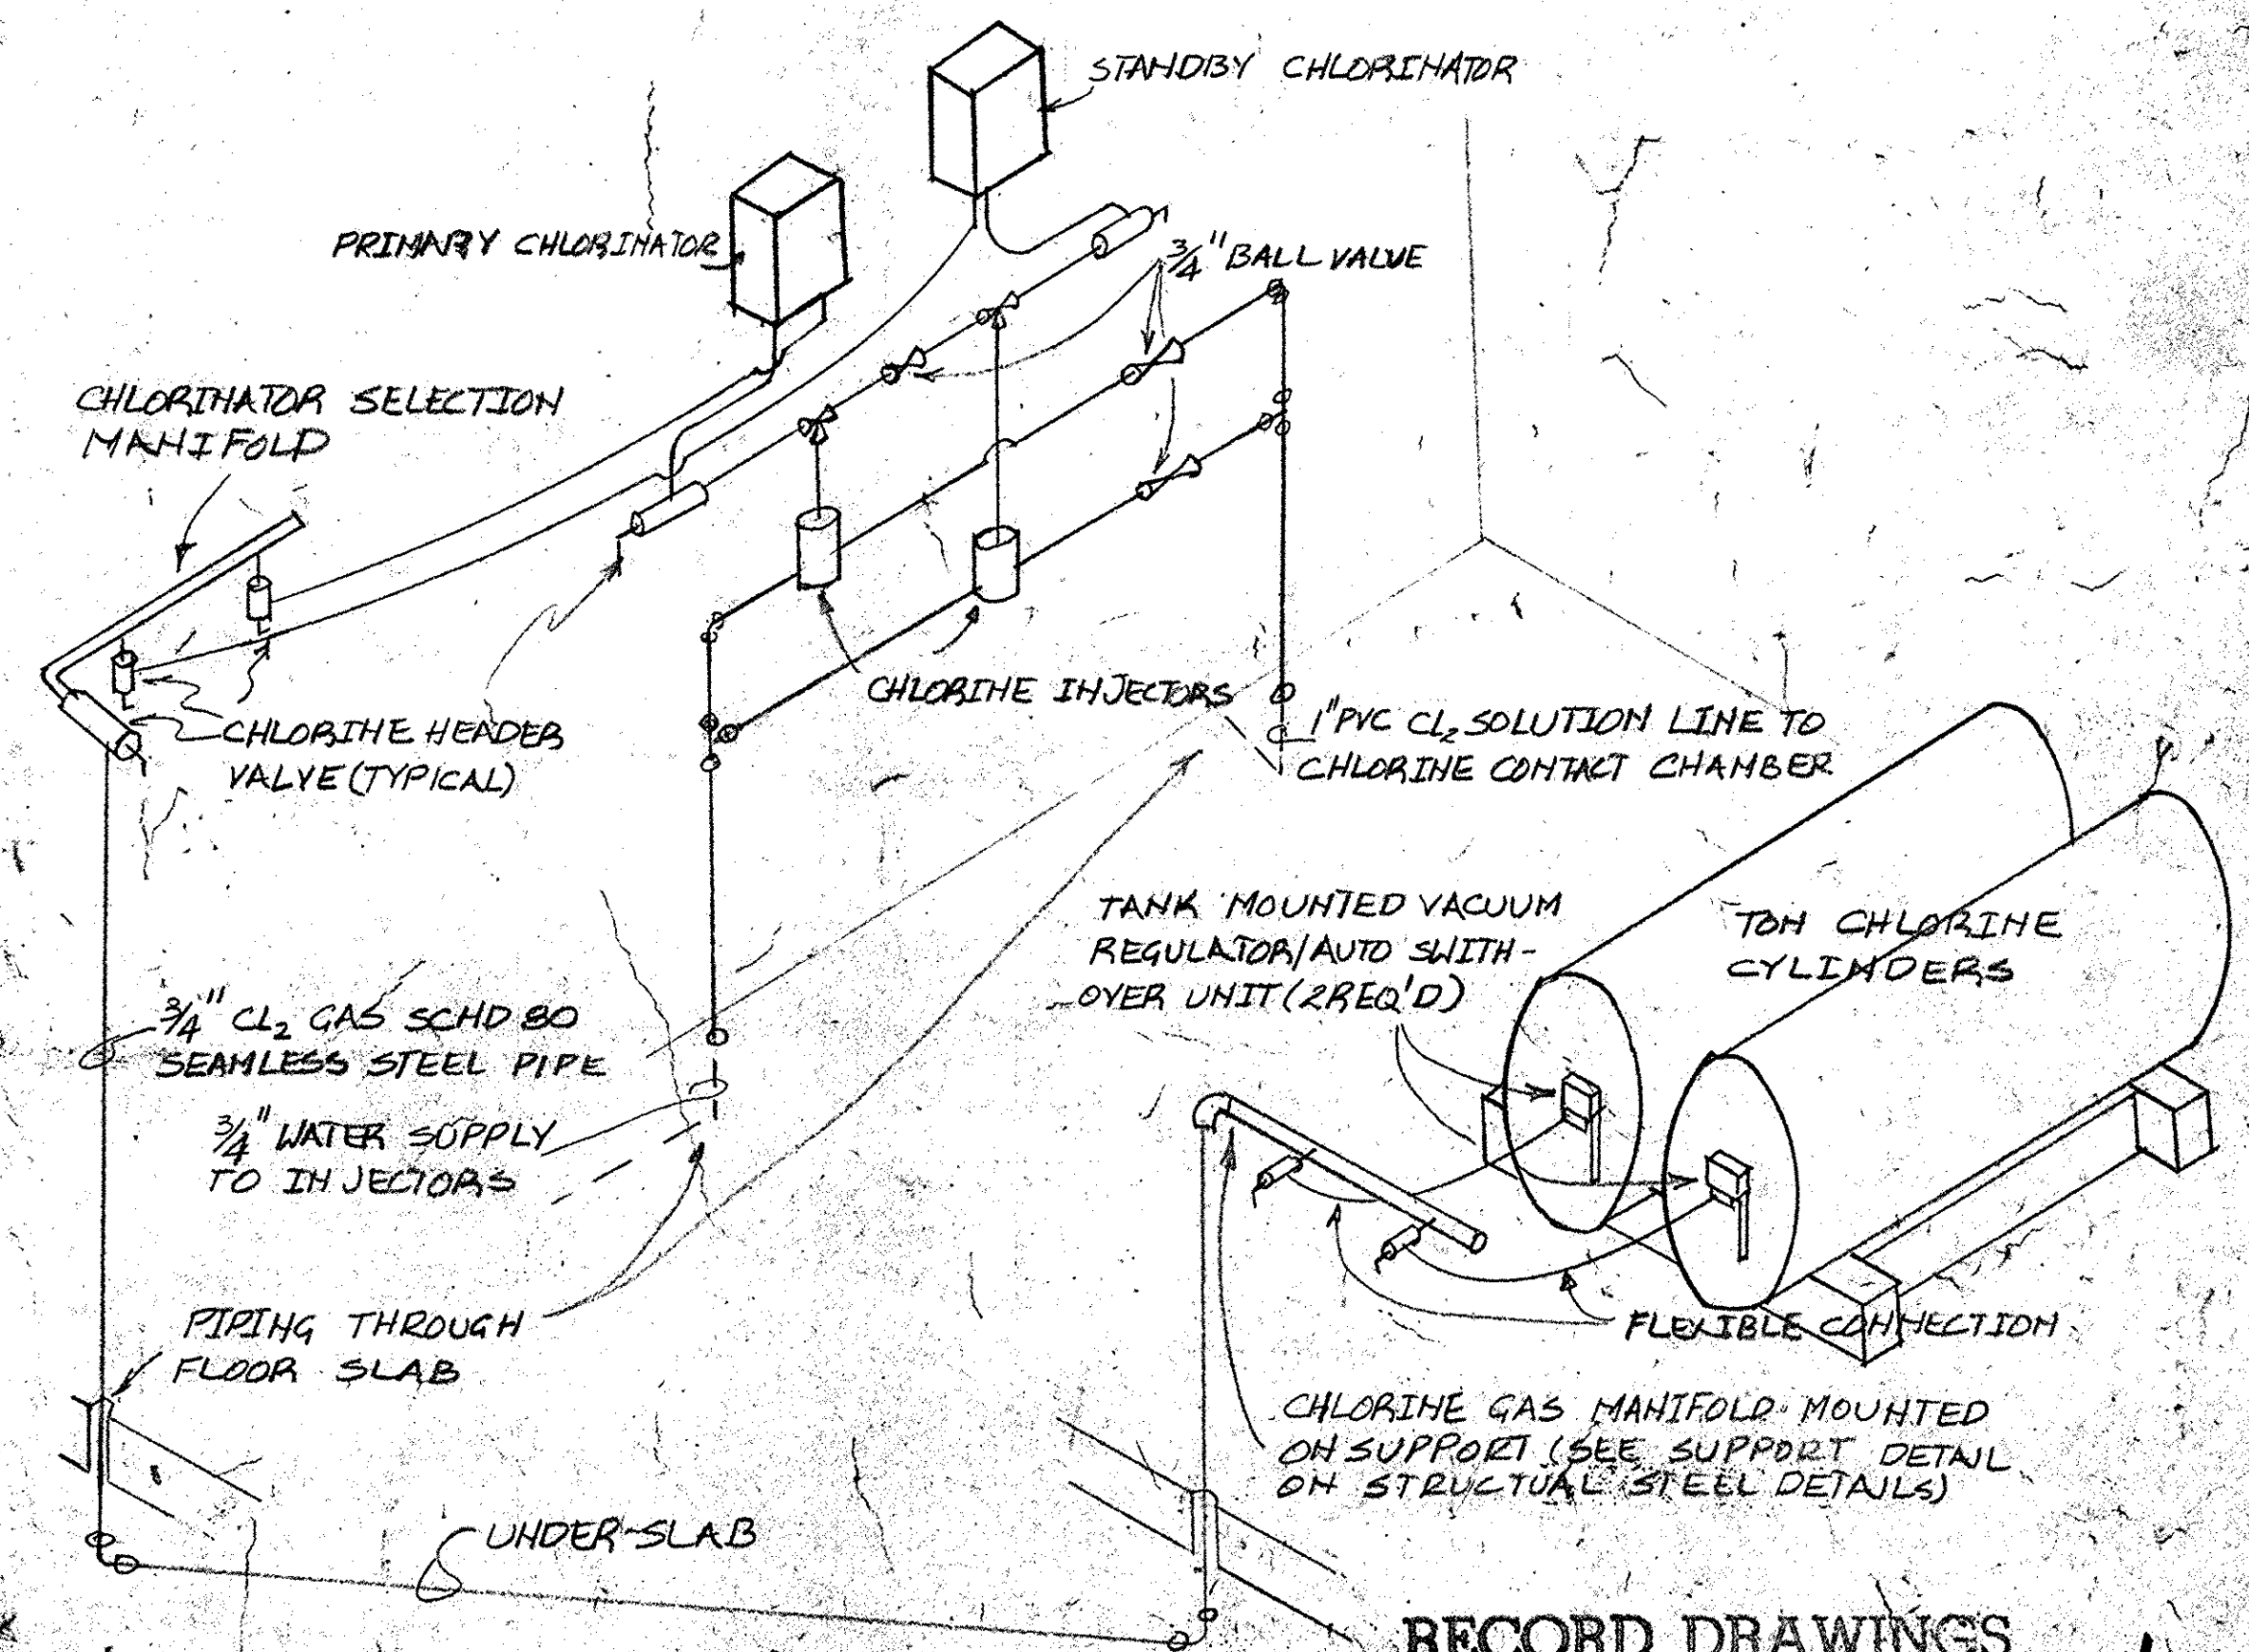 STANDBY CHLORINATOR
PRIMARY CHLORINATOR
3/4" BALL VALVE
CHLORINATOR SELECTION
MANIFOLD
CHLORINE INJECTORS
CHLORINE HEADER
VALVE (TYPICAL)
1" PVC CL₂ SOLUTION LINE TO
CHLORINE CONTACT CHAMBER
TANK MOUNTED VACUUM
REGULATOR/AUTO SWITH-
OVER UNIT (2 REQ'D)
TON CHLORINE
CYLINDERS
3/4" CL₂ GAS SCHD 80
SEAMLESS STEEL PIPE
3/4" WATER SUPPLY
TO INJECTORS
PIPING THROUGH
FLOOR SLAB
FLEXIBLE CONNECTION
CHLORINE GAS MANIFOLD MOUNTED
ON SUPPORT (SEE SUPPORT DETAIL
ON STRUCTUAL STEEL DETAILS)
UNDER-SLAB
RECORD DRAWINGS